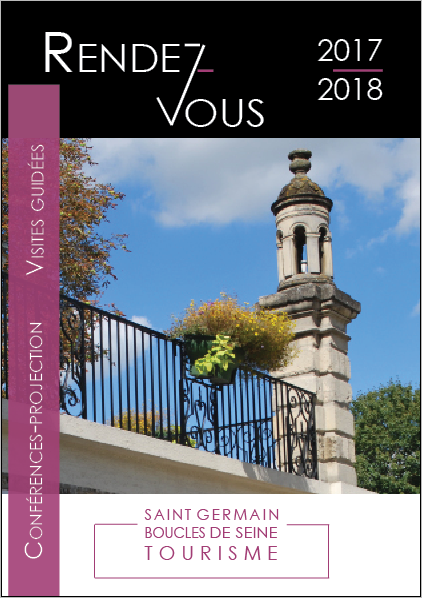 RENDEZ
VOUS
2017
2018
VISITES GUIDÉES
CONFÉRENCES-PROJECTION
SAINT GERMAIN
BOUCLES DE SEINE
TOURISME